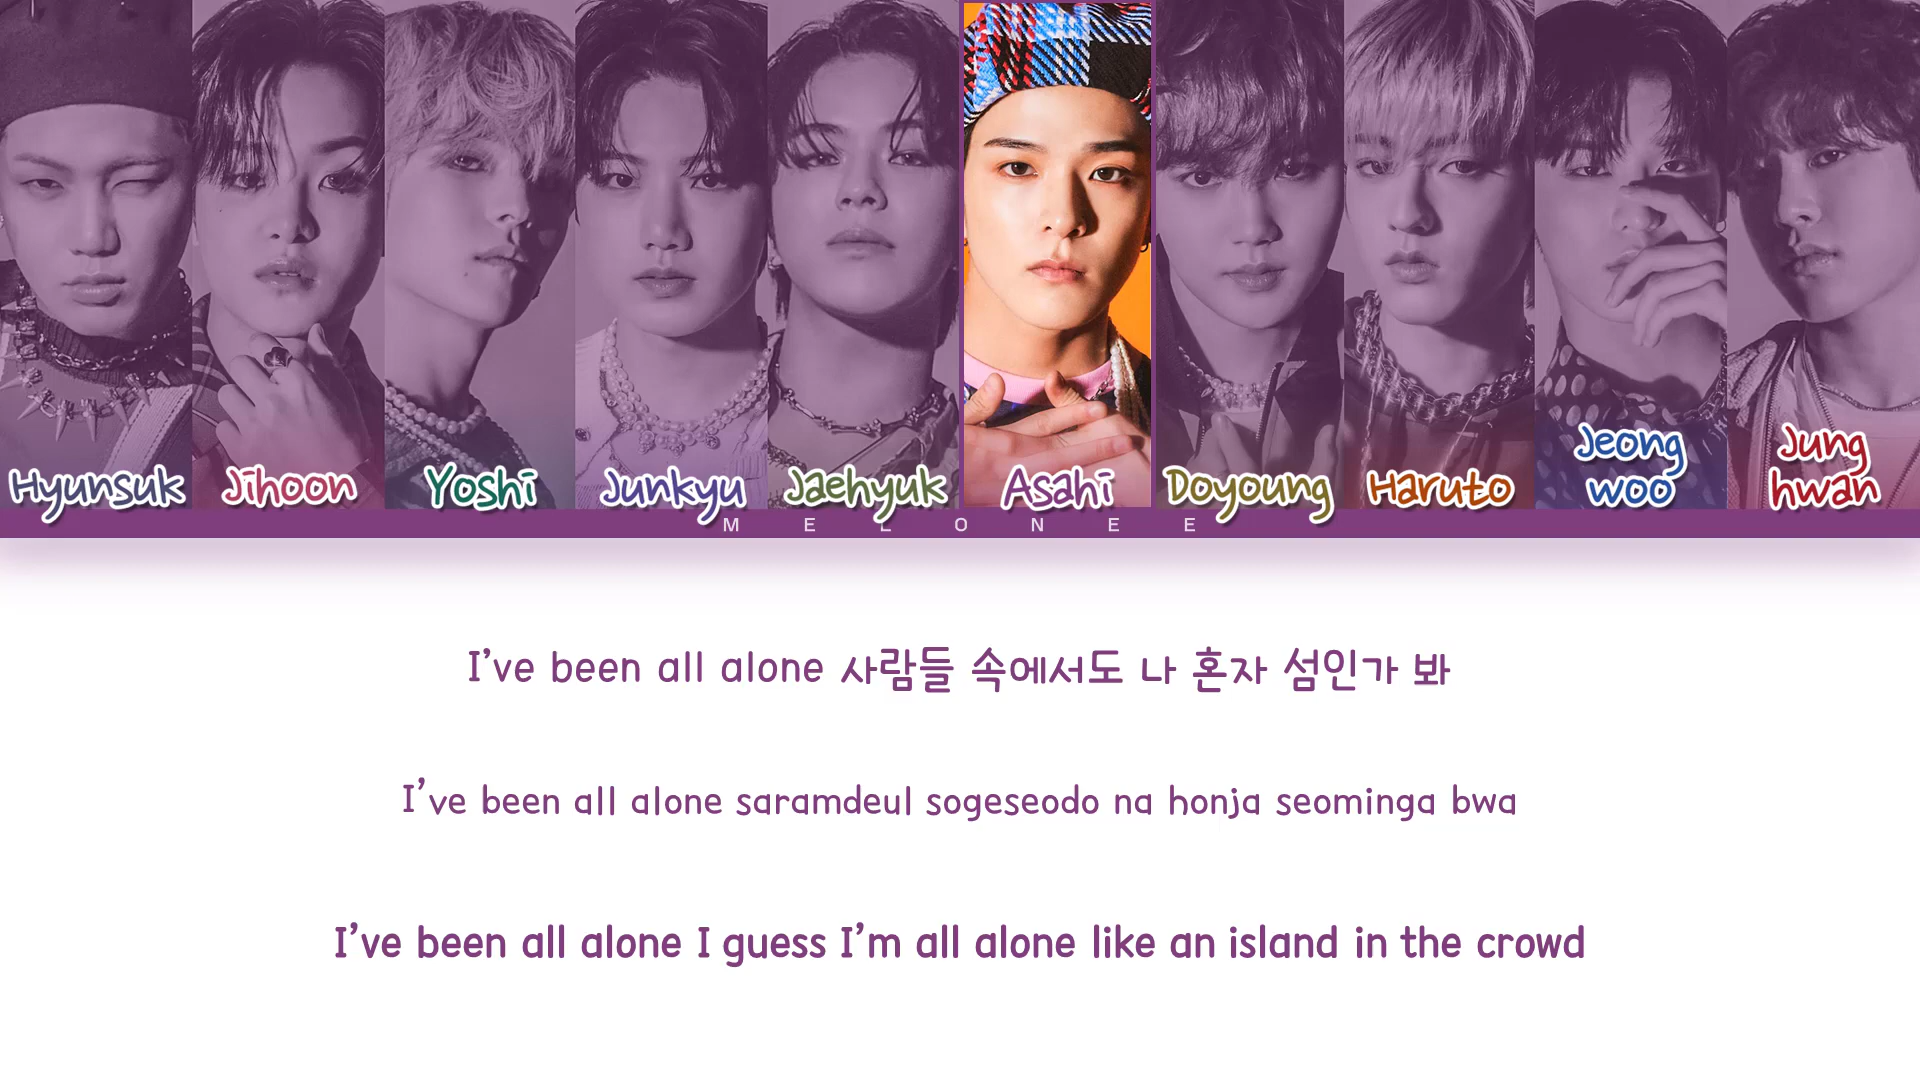 Hyunsuk
Jihoon
Yoshi
Junkyu
Jaehyuk
Asahi
Doyoung
Haruto
Jeong
woo
Jung
hwan
MELONEE
I've been all alone 사람들 속에서도 나 혼자 섬인가 봐
I've been all alone saramdeul sogeseodo na honja seominga bwa
I've been all alone I guess I'm all alone like an island in the crowd